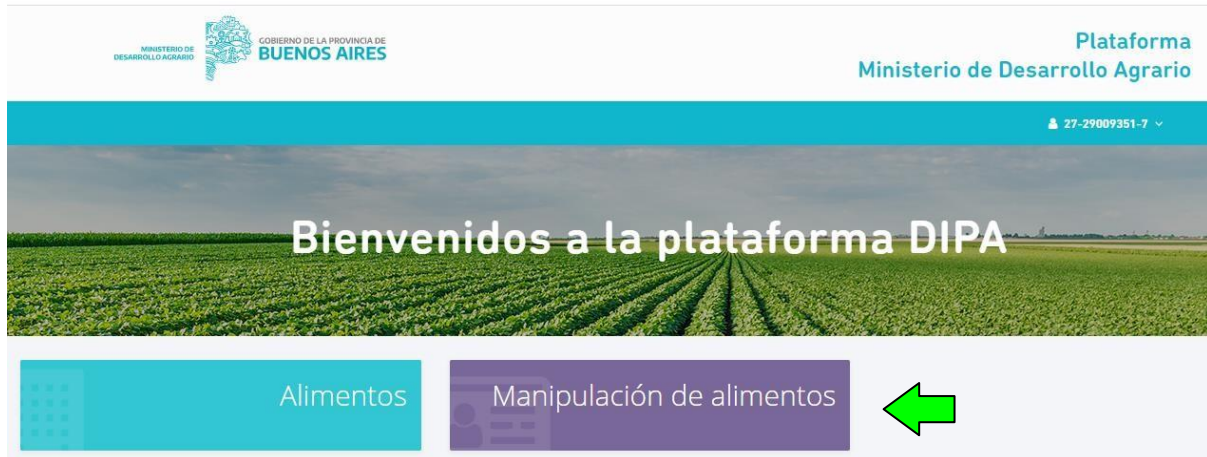 MINISTERIO DE
DESARROLLO AGRARIO
GOBIERNO DE LA PROVINCIA DE
BUENOS AIRES
Plataforma
Ministerio de Desarrollo Agrario
27-29009351-7
Bienvenidos a la plataforma DIPA
Alimentos
Manipulación de alimentos